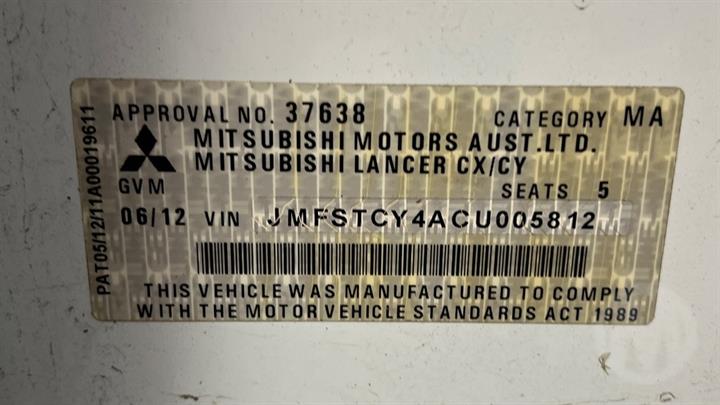 APPROVAL NO. 37638 CATEGORY MA
MITSUBISHI MOTORS AUST.LTD.
MITSUBISHI LANCER CX/CY
GVM SEATS 5
06/12 VIN JMFSTCY4ACU005812
THIS VEHICLE WAS MANUFACTURED TO COMPLY
WITH THE MOTOR VEHICLE STANDARDS ACT 1989
PAT05/12/11A00019611